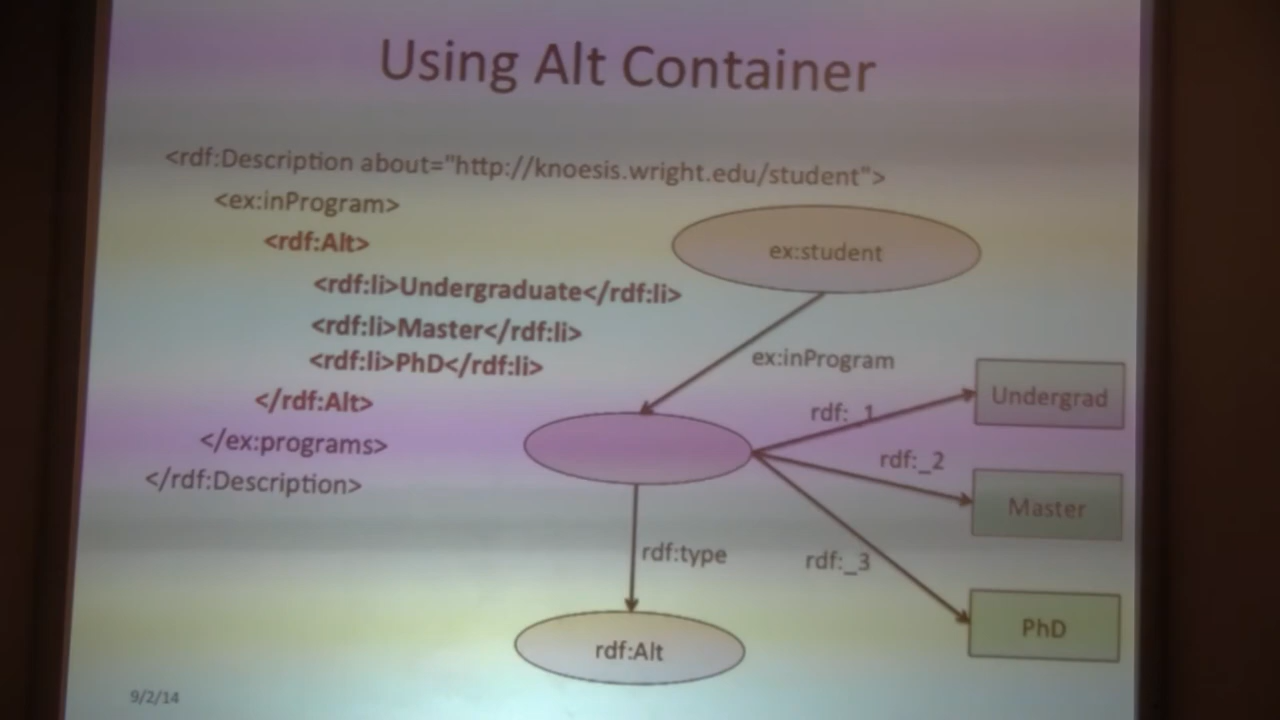 Using Alt Container
<rdf:Description about="http://knoesis.wright.edu/student">
<ex:inProgram>
<rdf:Alt>
<rdf:li>Undergraduate</rdf:li>
<rdf:li>Master</rdf:li>
<rdf:li>PhD</rdf:li>
</rdf:Alt>
</ex:programs>
</rdf:Description>
ex:student
ex:inProgram
rdf:_1
Undergrad
rdf:_2
Master
rdf:type
rdf:_3
PhD
rdf:Alt
9/2/14